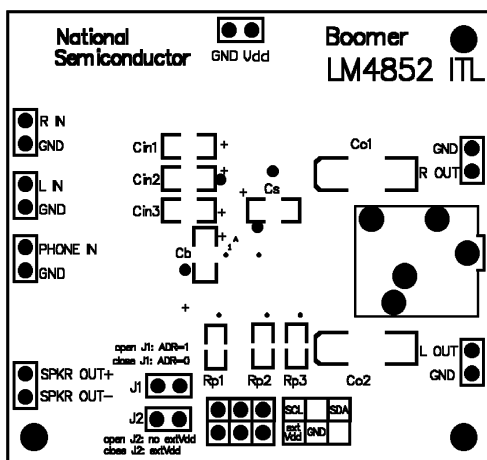 National
Semiconductor
GND Vdd
Boomer
LM4852 ITL
R IN
GND
L IN
GND
PHONE IN
GND
Cin1
Cin2
Cin3
Cs
Cb
1 A
Co1
GND
R OUT
open J1: ADR=1
close J1: ADR=0
SPKR OUT+
SPKR OUT-
J1
J2
open J2: no extVdd
close J2: extVdd
Rp1 Rp2 Rp3
Co2
L OUT
GND
SCL SDA
ext
Vdd GND